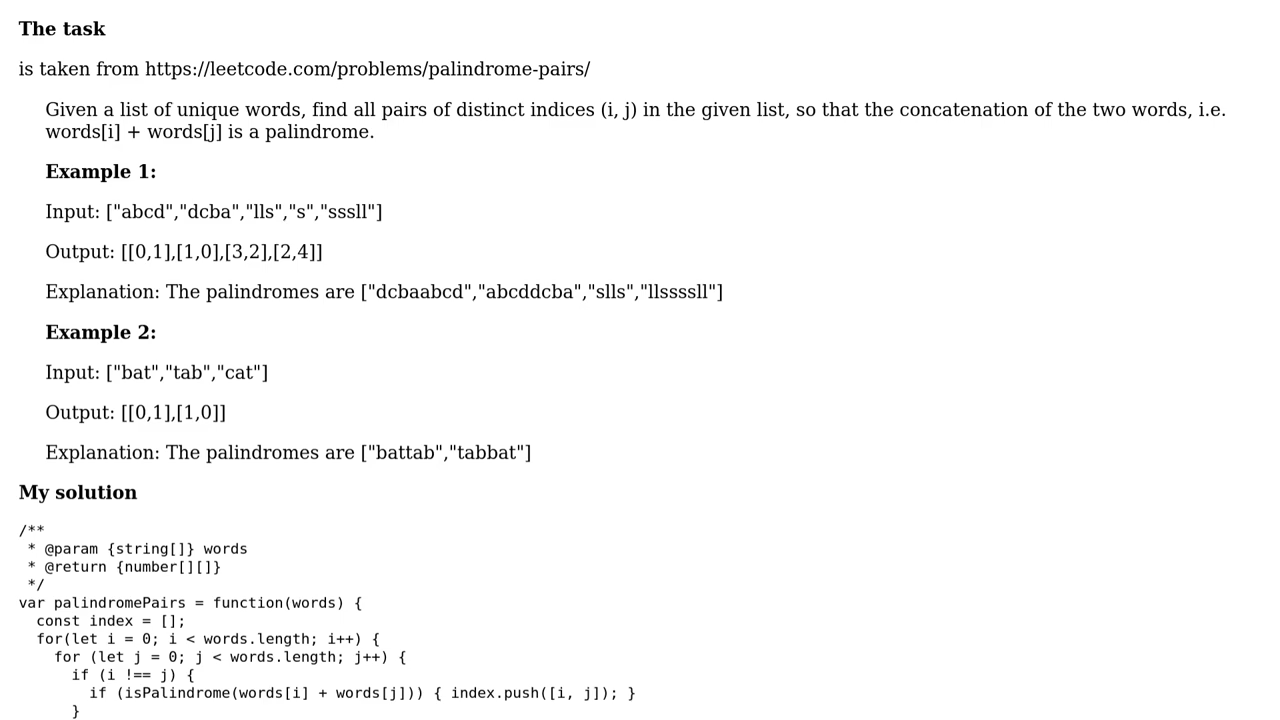 The task
is taken from https://leetcode.com/problems/palindrome-pairs/
Given a list of unique words, find all pairs of distinct indices (i, j) in the given list, so that the concatenation of the two words, i.e.
words[i] + words[j] is a palindrome.
Example 1:
Input: ["abcd","dcba","lls","s","sssll"]
Output: [[0,1],[1,0],[3,2],[2,4]]
Explanation: The palindromes are ["dcbaabcd","abcddcba","slls","llssssll"]
Example 2:
Input: ["bat","tab","cat"]
Output: [[0,1],[1,0]]
Explanation: The palindromes are ["battab","tabbat"]
My solution
/**
 * @param {string[]} words
 * @return {number[][]}
 */
var palindromePairs = function(words) {
  const index = [];
  for(let i = 0; i < words.length; i++) {
    for (let j = 0; j < words.length; j++) {
      if (i !== j) {
        if (isPalindrome(words[i] + words[j])) { index.push([i, j]); }
      }